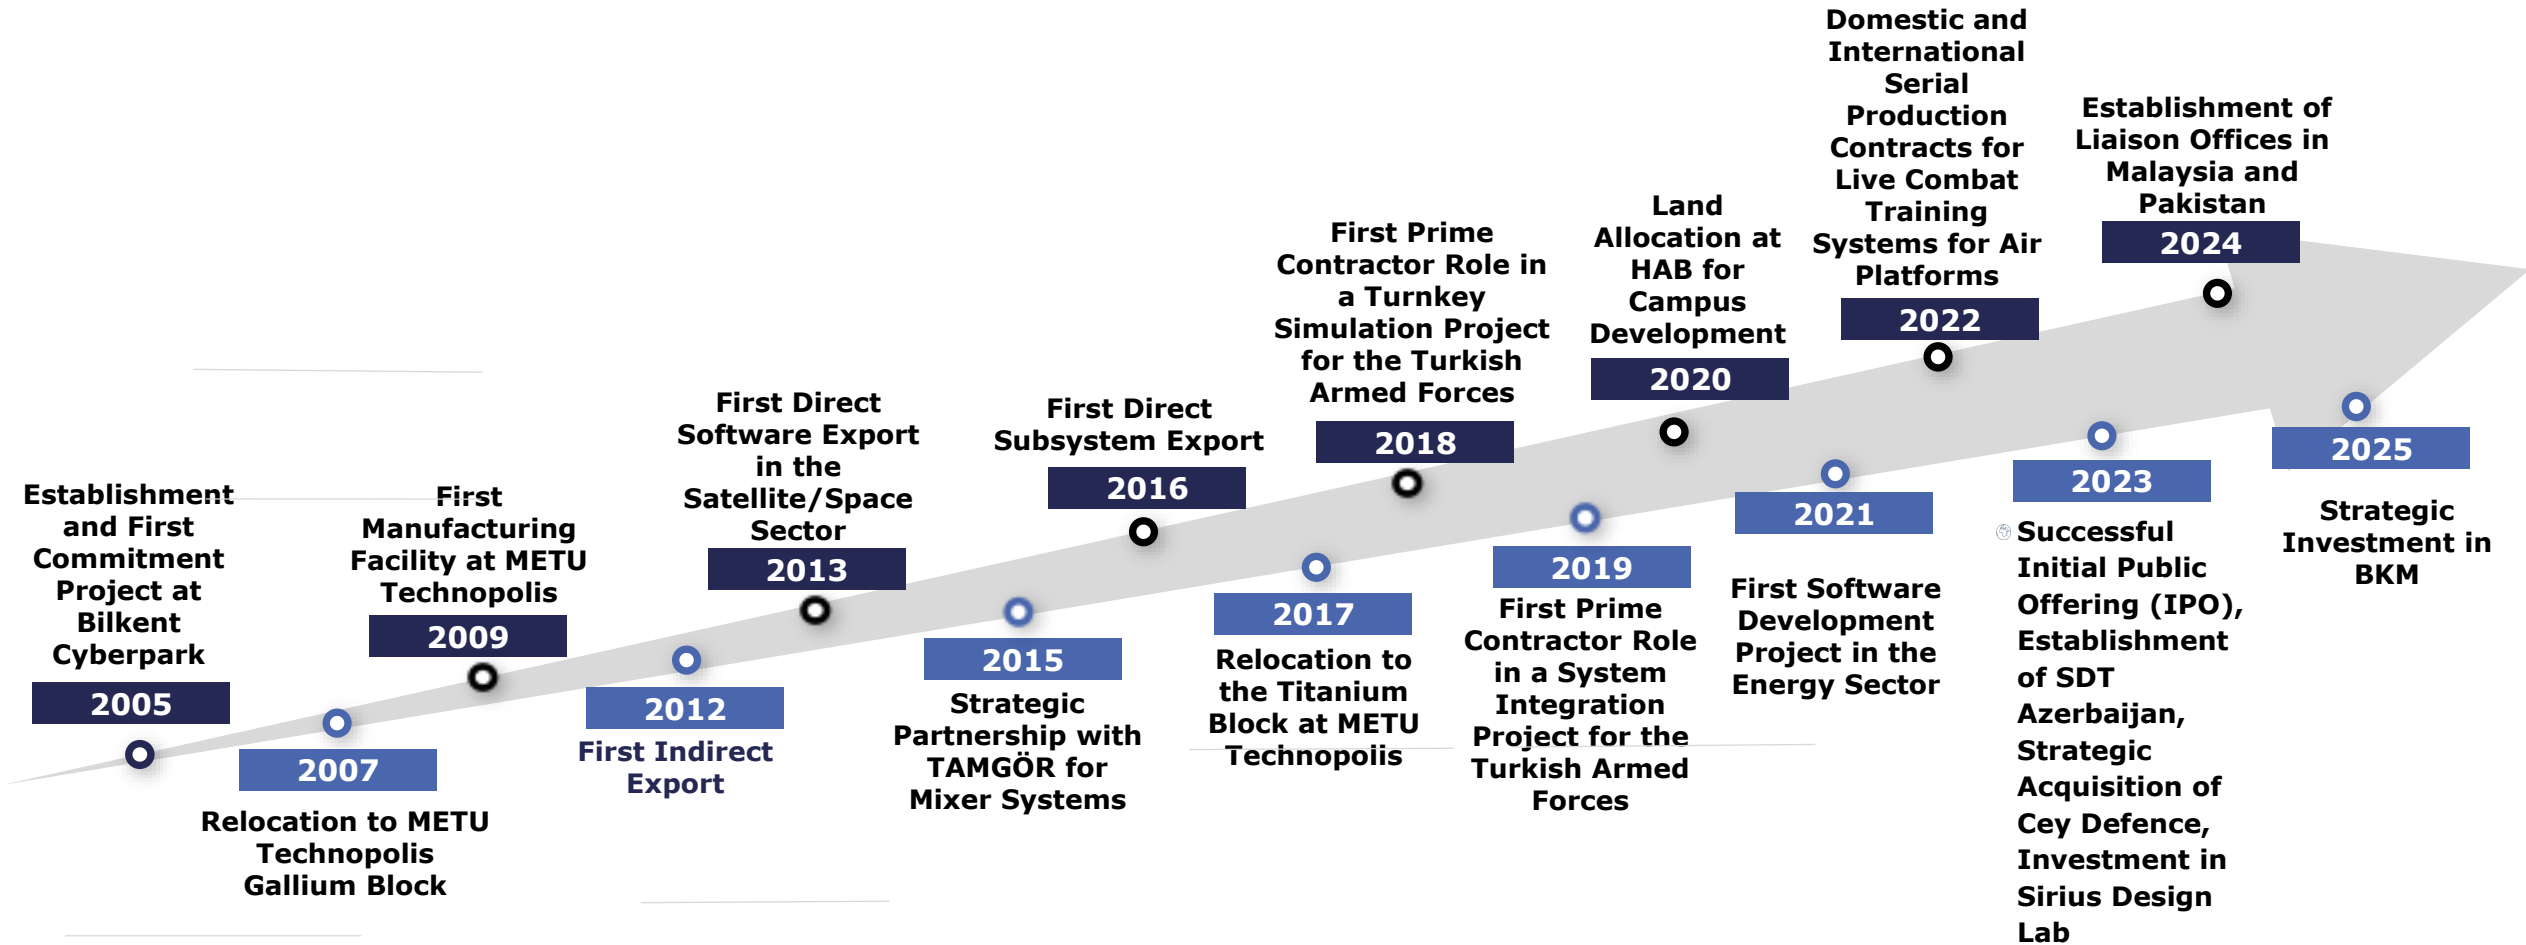 Establishment
and First
Commitment
Project at
Bilkent
Cyberpark
2005
2007
Relocation to METU
Technopolis
Gallium Block
First
Manufacturing
Facility at METU
Technopolis
2009
2012
First Indirect
Export
First Direct
Software Export
in the
Satellite/Space
Sector
2013
2015
Strategic
Partnership with
TAMGÖR for
Mixer Systems
First Direct
Subsystem Export
2016
2017
Relocation to
the Titanium
Block at METU
Technopolis
First Prime
Contractor Role in
a Turnkey
Simulation Project
for the Turkish
Armed Forces
2018
2019
First Prime
Contractor Role
in a System
Integration
Project for the
Turkish Armed
Forces
Land
Allocation at
HAB for
Campus
Development
2020
2021
First Software
Development
Project in the
Energy Sector
Domestic and
International
Serial
Production
Contracts for
Live Combat
Training
Systems for Air
Platforms
2022
2023
Successful
Initial Public
Offering (IPO),
Establishment
of SDT
Azerbaijan,
Strategic
Acquisition of
Cey Defence,
Investment in
Sirius Design
Lab
Establishment of
Liaison Offices in
Malaysia and
Pakistan
2024
2025
Strategic
Investment in
BKM